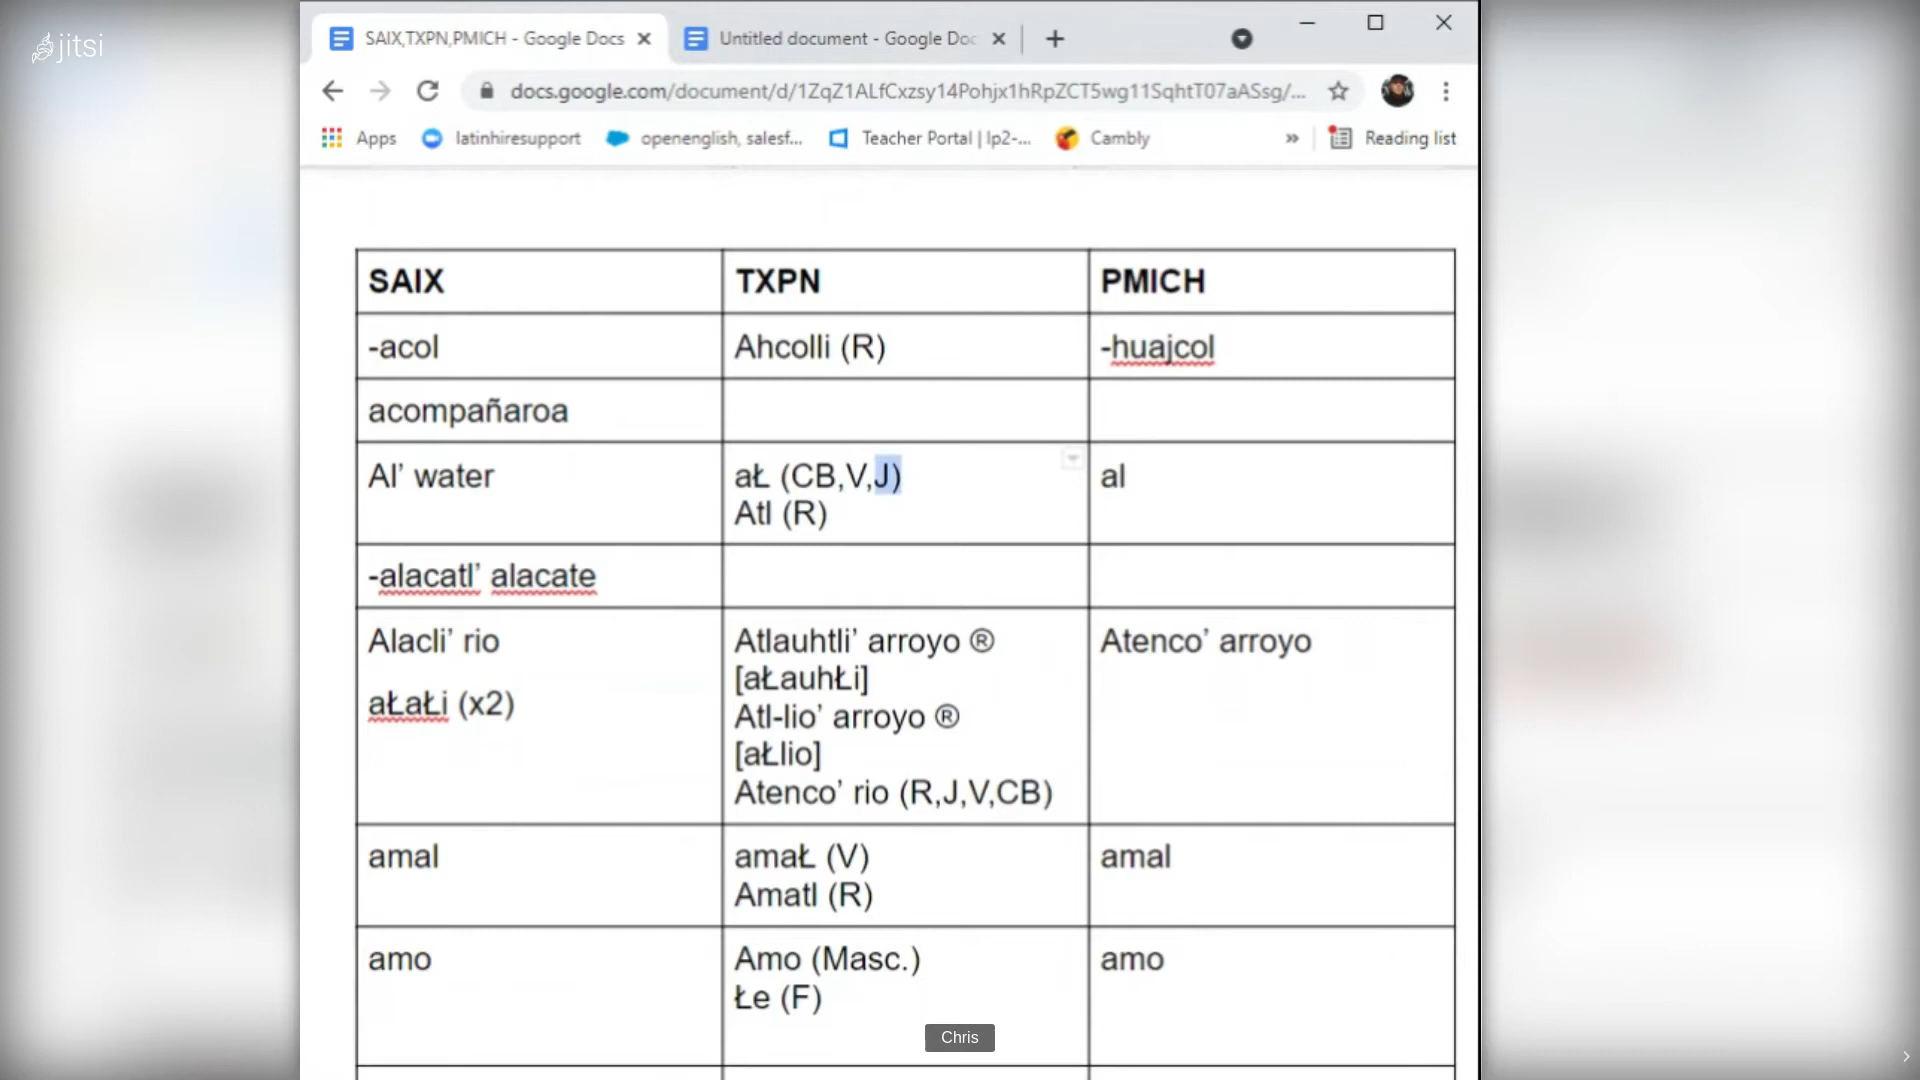 jitsi
SAIX,TXPN,PMICH - Google Docs
Untitled document - Google Doc
docs.google.com/document/d/1ZqZ1ALfCxzsy14Pohjx1hRpZCT5wg11SqhtT07aASsg/...
Apps
latinhiresupport
openenglish, salesf...
Teacher Portal | lp2-...
Cambly
»
Reading list
SAIX TXPN PMICH
-acol Ahcolli (R) -huajcol
acompañaroa
Al’ water aŁ (CB,V,J) al
Atl (R)
-alacatl’ alacate
Alacli’ rio Atlauhtli’ arroyo ® Atenco’ arroyo
[aŁauhŁi]
aŁaŁi (x2) Atl-lio’ arroyo ®
[aŁlio]
Atenco’ rio (R,J,V,CB)
amal amaŁ (V) amal
Amatl (R)
amo Amo (Masc.) amo
Łe (F)
Chris